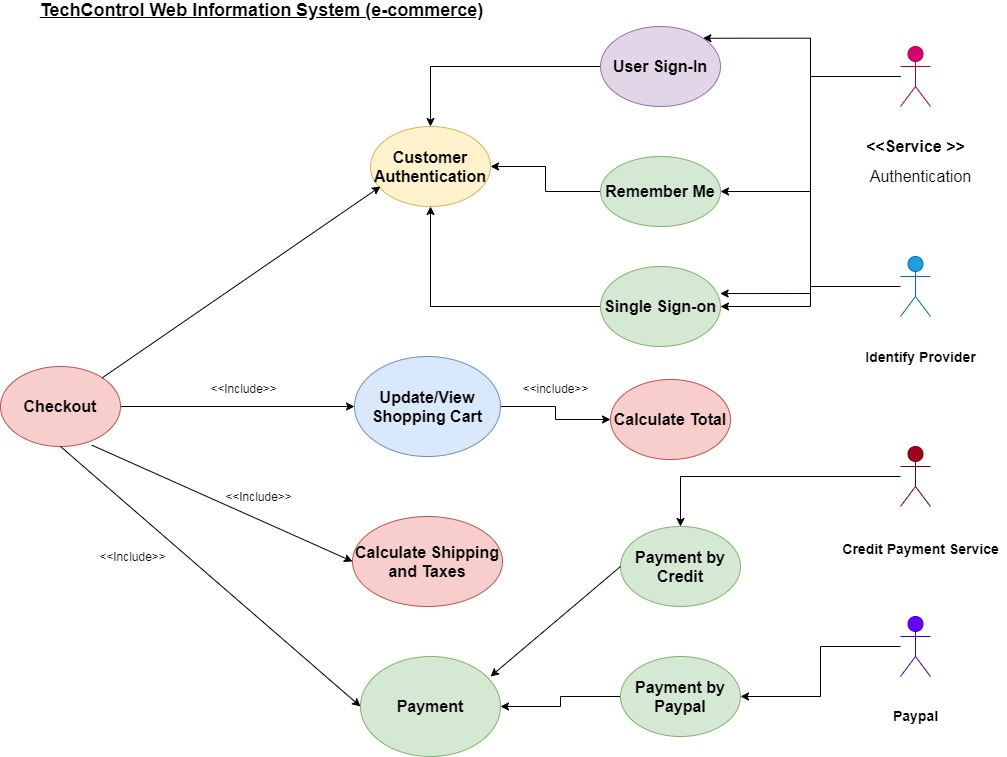 TechControl Web Information System (e-commerce)
User Sign-In
<<Service >>
Authentication
Customer
Authentication
Remember Me
Single Sign-on
Identify Provider
Checkout
<<Include>>
Update/View
Shopping Cart
<<include>>
Calculate Total
<<Include>>
Calculate Shipping
and Taxes
<<Include>>
Credit Payment Service
Payment by
Credit
Payment
Payment by
Paypal
Paypal